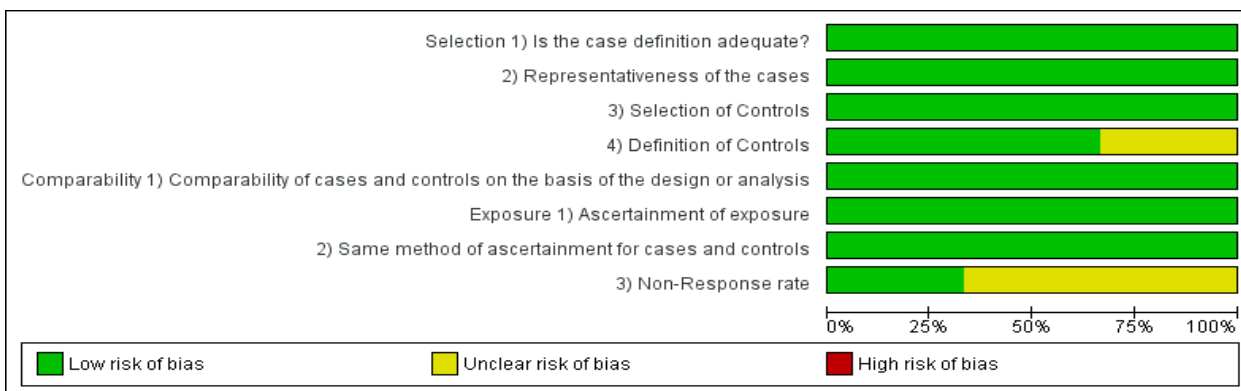 Selection 1) Is the case definition adequate?
2) Representativeness of the cases
3) Selection of Controls
4) Definition of Controls
Comparability 1) Comparability of cases and controls on the basis of the design or analysis
Exposure 1) Ascertainment of exposure
2) Same method of ascertainment for cases and controls
3) Non-Response rate
0% 25% 50% 75% 100%
Low risk of bias Unclear risk of bias High risk of bias